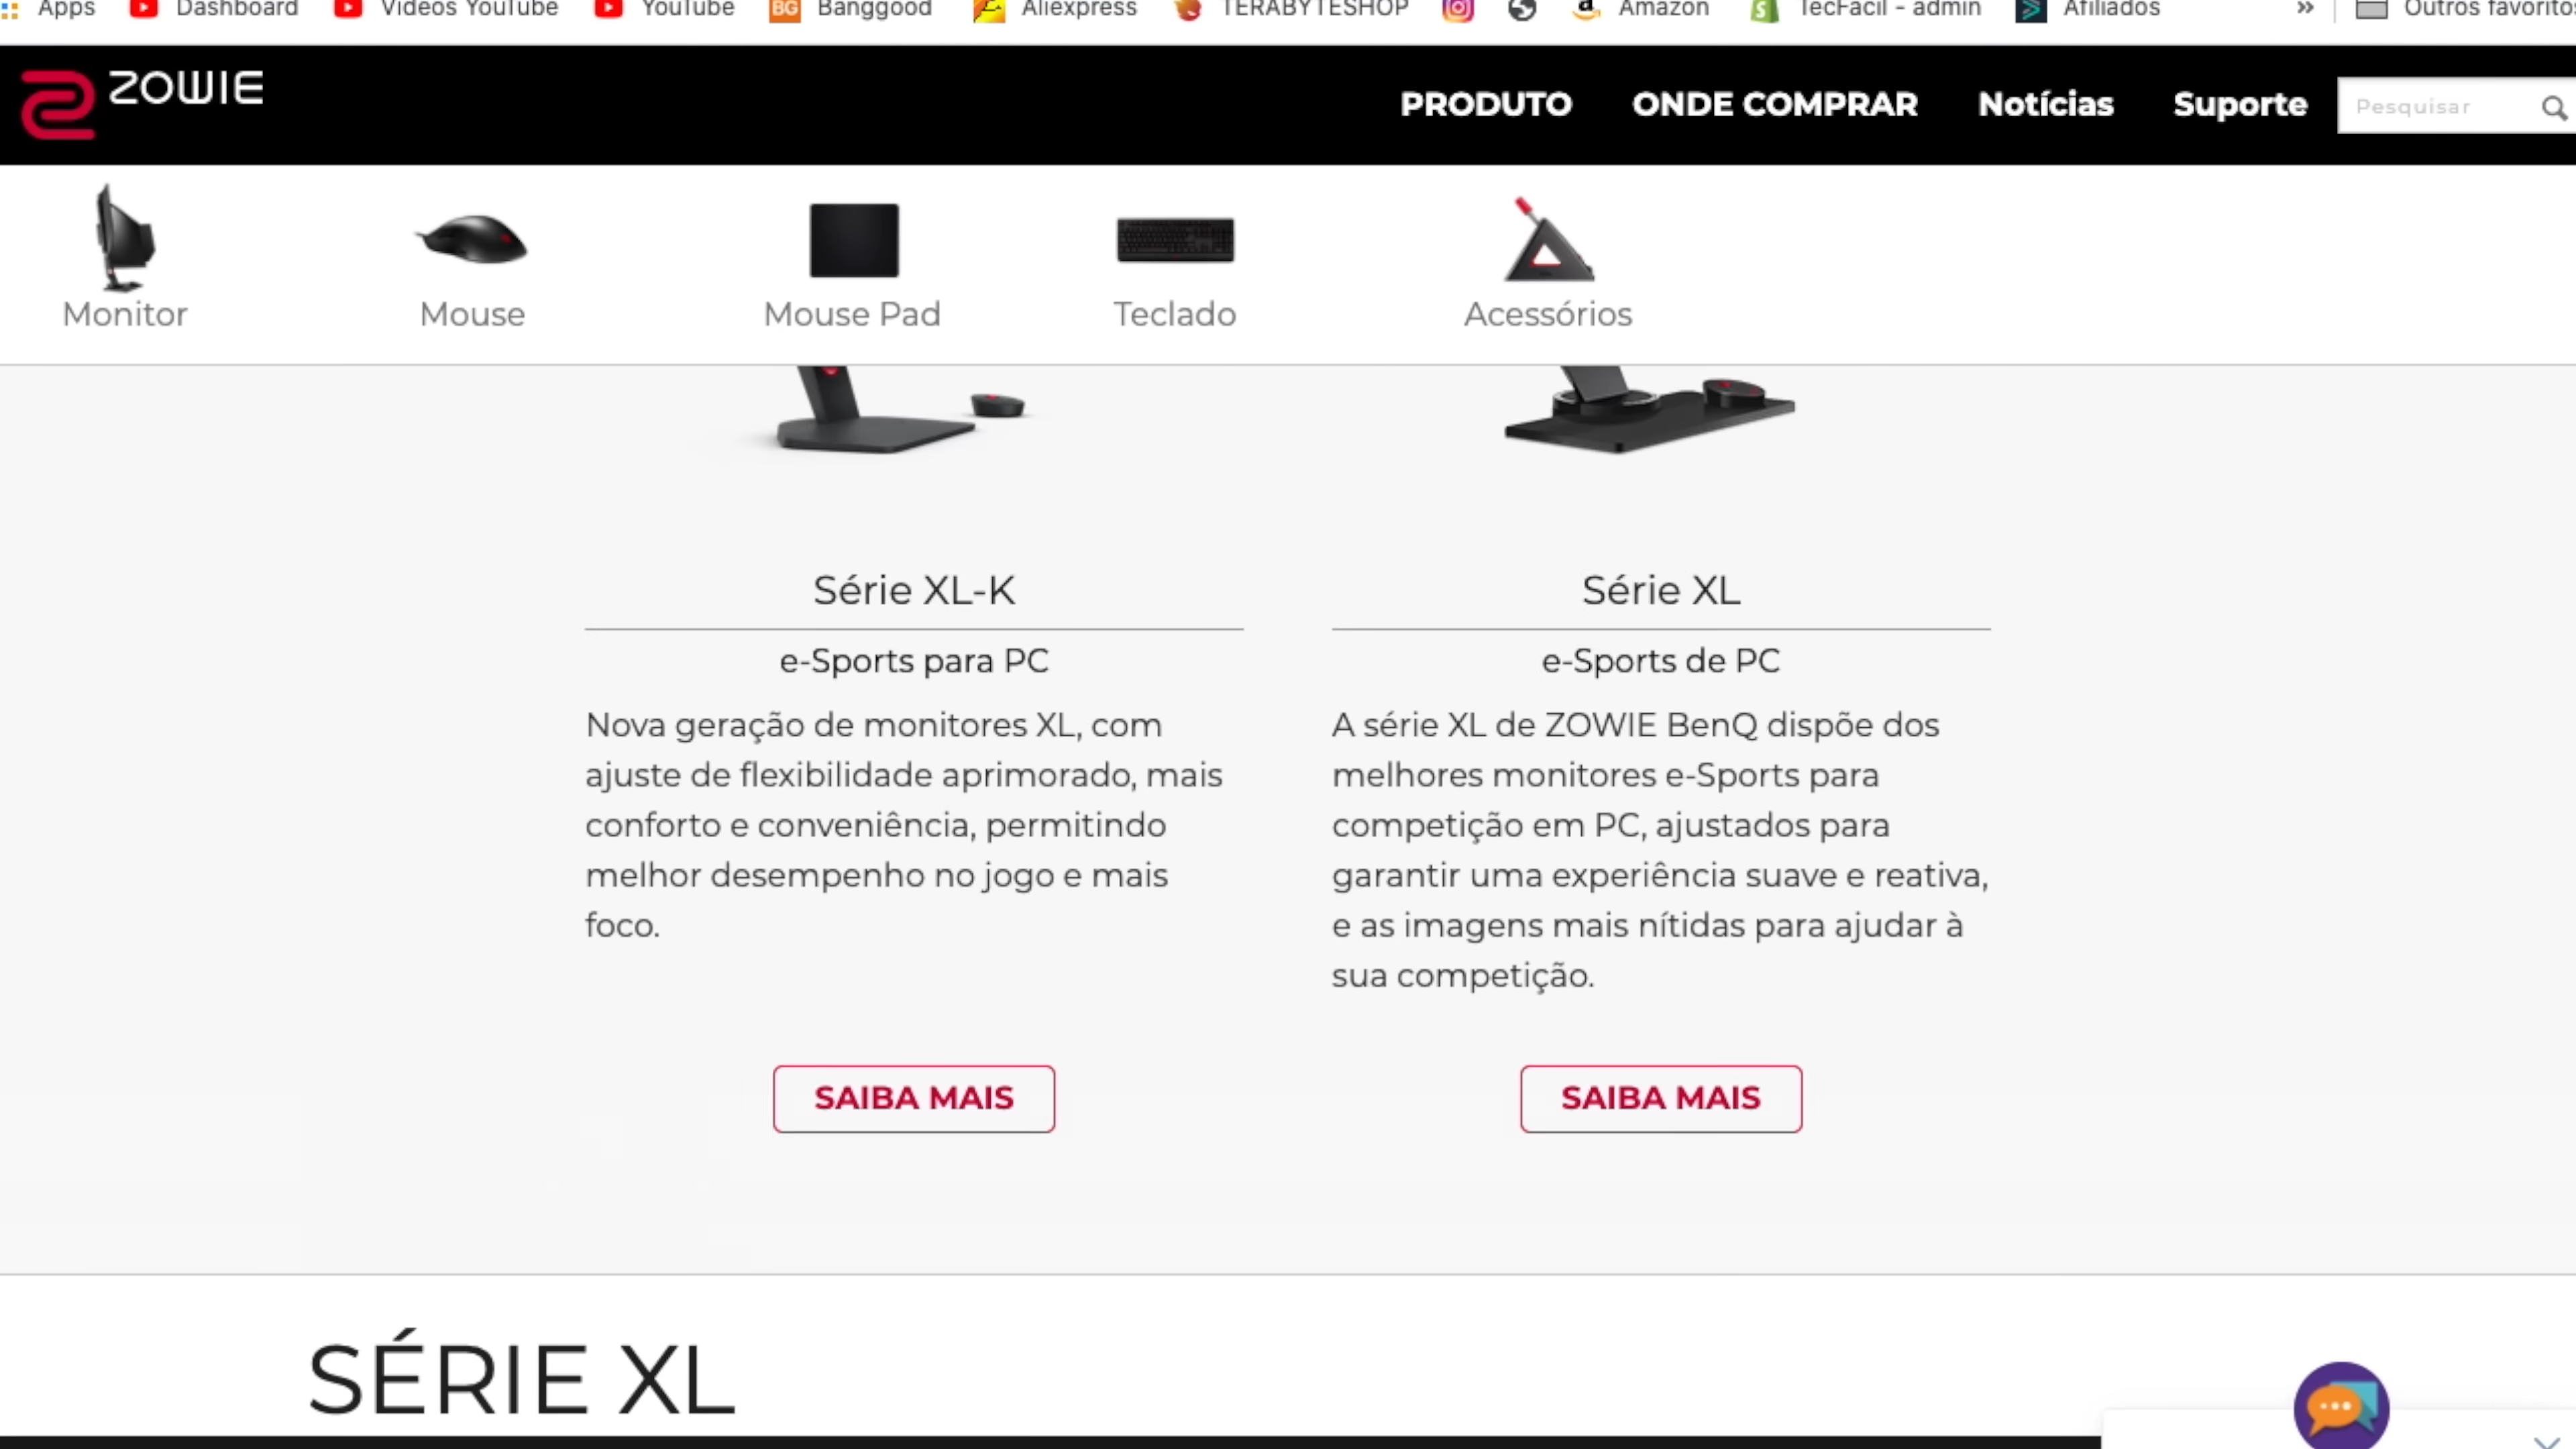 Apps Dashboard Vídeos YouTube YouTube BG Banggood Aliexpress TERABYTESHOP Amazon TecFácil - admin Afiliados » Outros favoritos
ZOWIE PRODUTO ONDE COMPRAR Notícias Suporte Pesquisar
Monitor Mouse Mouse Pad Teclado Acessórios
Série XL-K
e-Sports para PC
Nova geração de monitores XL, com
ajuste de flexibilidade aprimorado, mais
conforto e conveniência, permitindo
melhor desempenho no jogo e mais
foco.
SAIBA MAIS
Série XL
e-Sports de PC
A série XL de ZOWIE BenQ dispõe dos
melhores monitores e-Sports para
competição em PC, ajustados para
garantir uma experiência suave e reativa,
e as imagens mais nítidas para ajudar à
sua competição.
SAIBA MAIS
SÉRIE XL